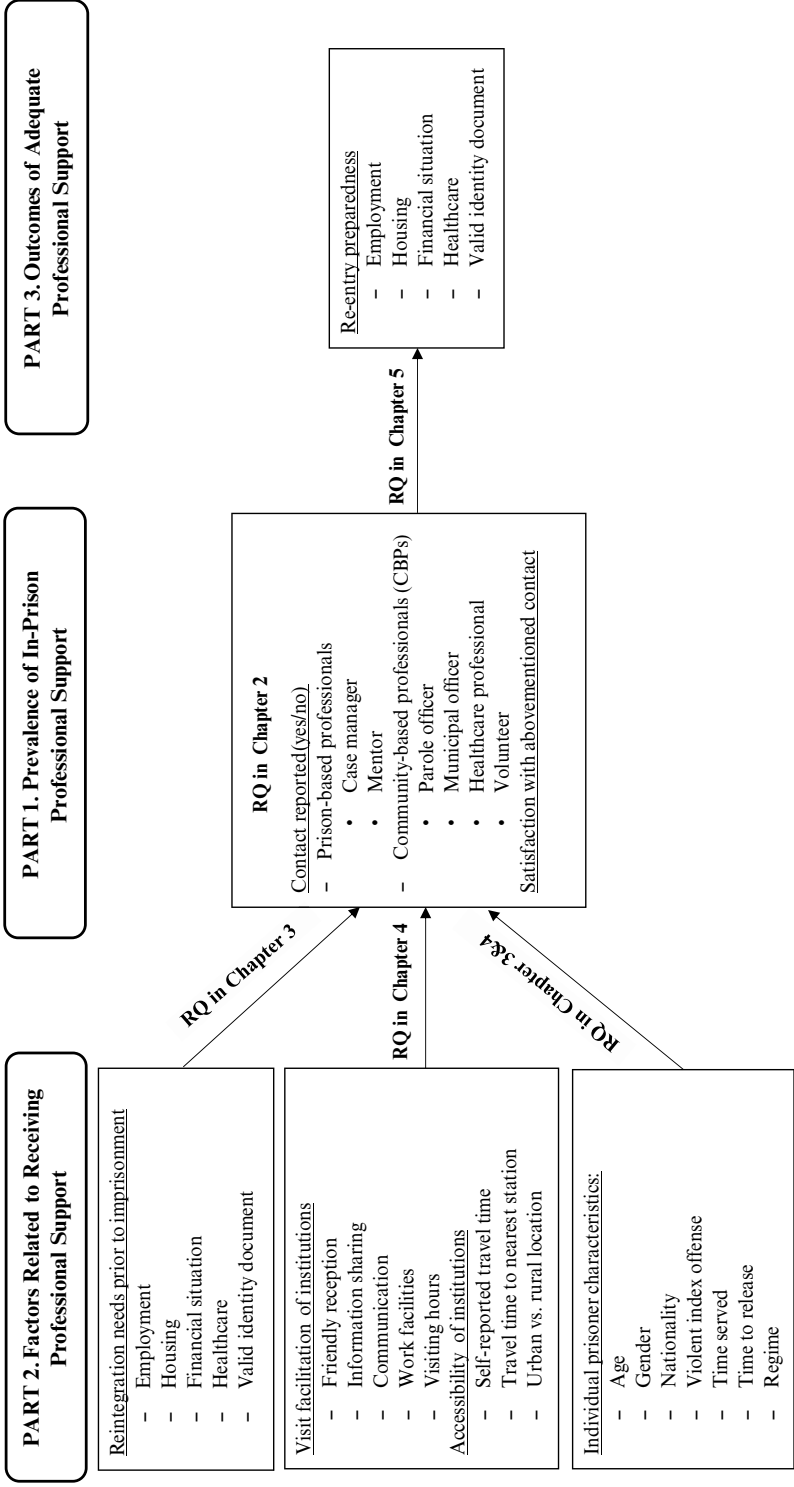 PART 2. Factors Related to Receiving
Professional Support
Reintegration needs prior to imprisonment
– Employment
– Housing
– Financial situation
– Healthcare
– Valid identity document
Visit facilitation of institutions
– Friendly reception
– Information sharing
– Communication
– Work facilities
– Visiting hours
Accessibility of institutions
– Self-reported travel time
– Travel time to nearest station
– Urban vs. rural location
Individual prisoner characteristics:
– Age
– Gender
– Nationality
– Violent index offense
– Time served
– Time to release
– Regime
RQ in Chapter 3
RQ in Chapter 4
RQ in Chapter 3&4
PART 1. Prevalence of In-Prison
Professional Support
RQ in Chapter 2
Contact reported(yes/no)
– Prison-based professionals
• Case manager
• Mentor
– Community-based professionals (CBPs)
• Parole officer
• Municipal officer
• Healthcare professional
• Volunteer
Satisfaction with abovementioned contact
RQ in Chapter 5
PART 3. Outcomes of Adequate
Professional Support
Re-entry preparedness
– Employment
– Housing
– Financial situation
– Healthcare
– Valid identity document